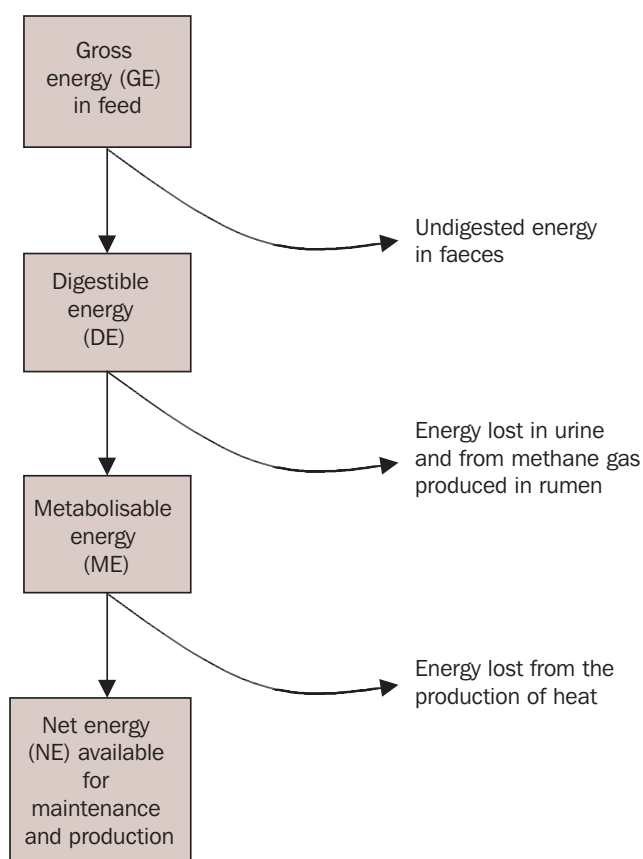 Gross
energy (GE)
in feed
Undigested energy
in faeces
Digestible
energy
(DE)
Energy lost in urine
and from methane gas
produced in rumen
Metabolisable
energy
(ME)
Energy lost from the
production of heat
Net energy
(NE) available
for
maintenance
and production